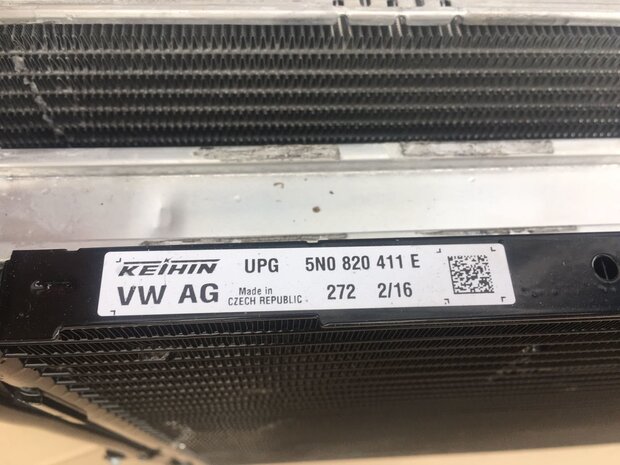 KEIHIN UPG 5N0 820 411 E
VW AG Made in CZECH REPUBLIC 272 2/16